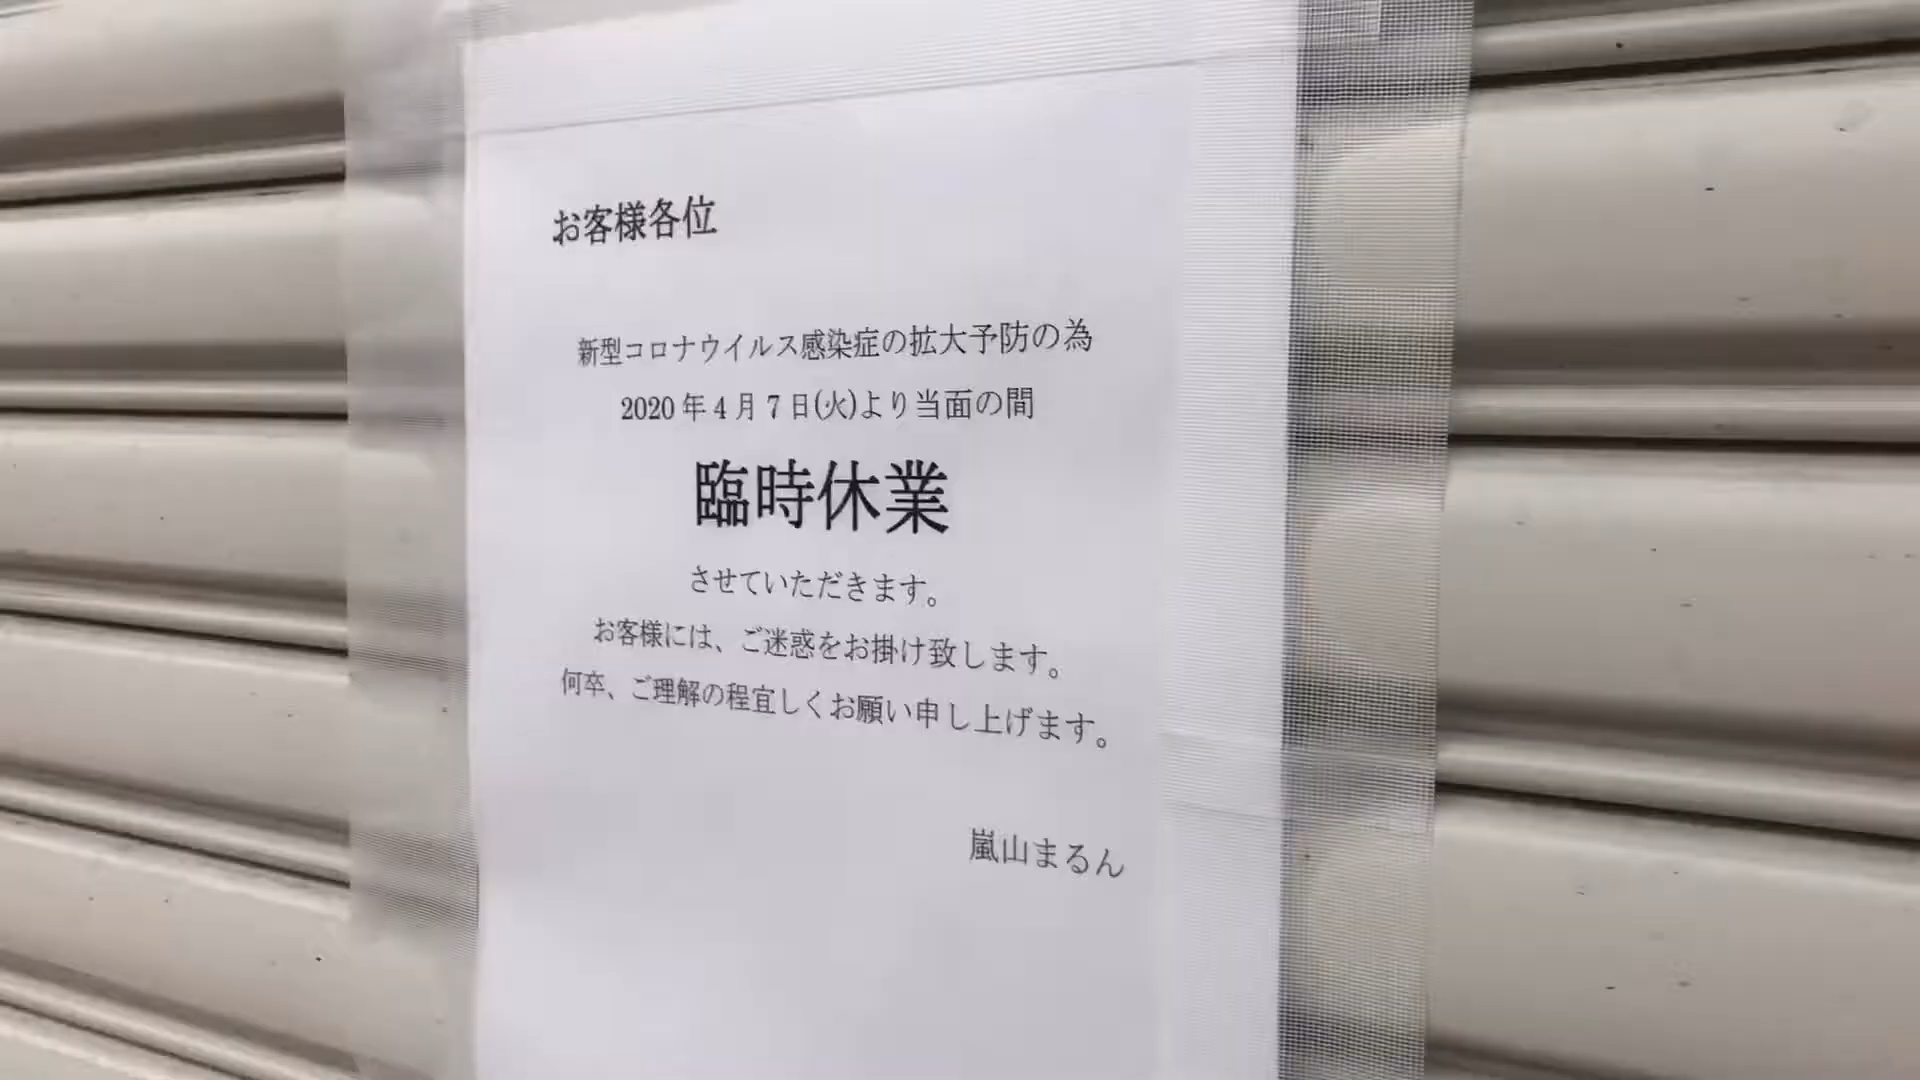 お客様各位
新型コロナウイルス感染症の拡大予防の為
2020年4月7日(火)より当面の間
臨時休業
させていただきます。
お客様には、ご迷惑をお掛け致します。
何卒、ご理解の程宜しくお願い申し上げます。
嵐山まるん